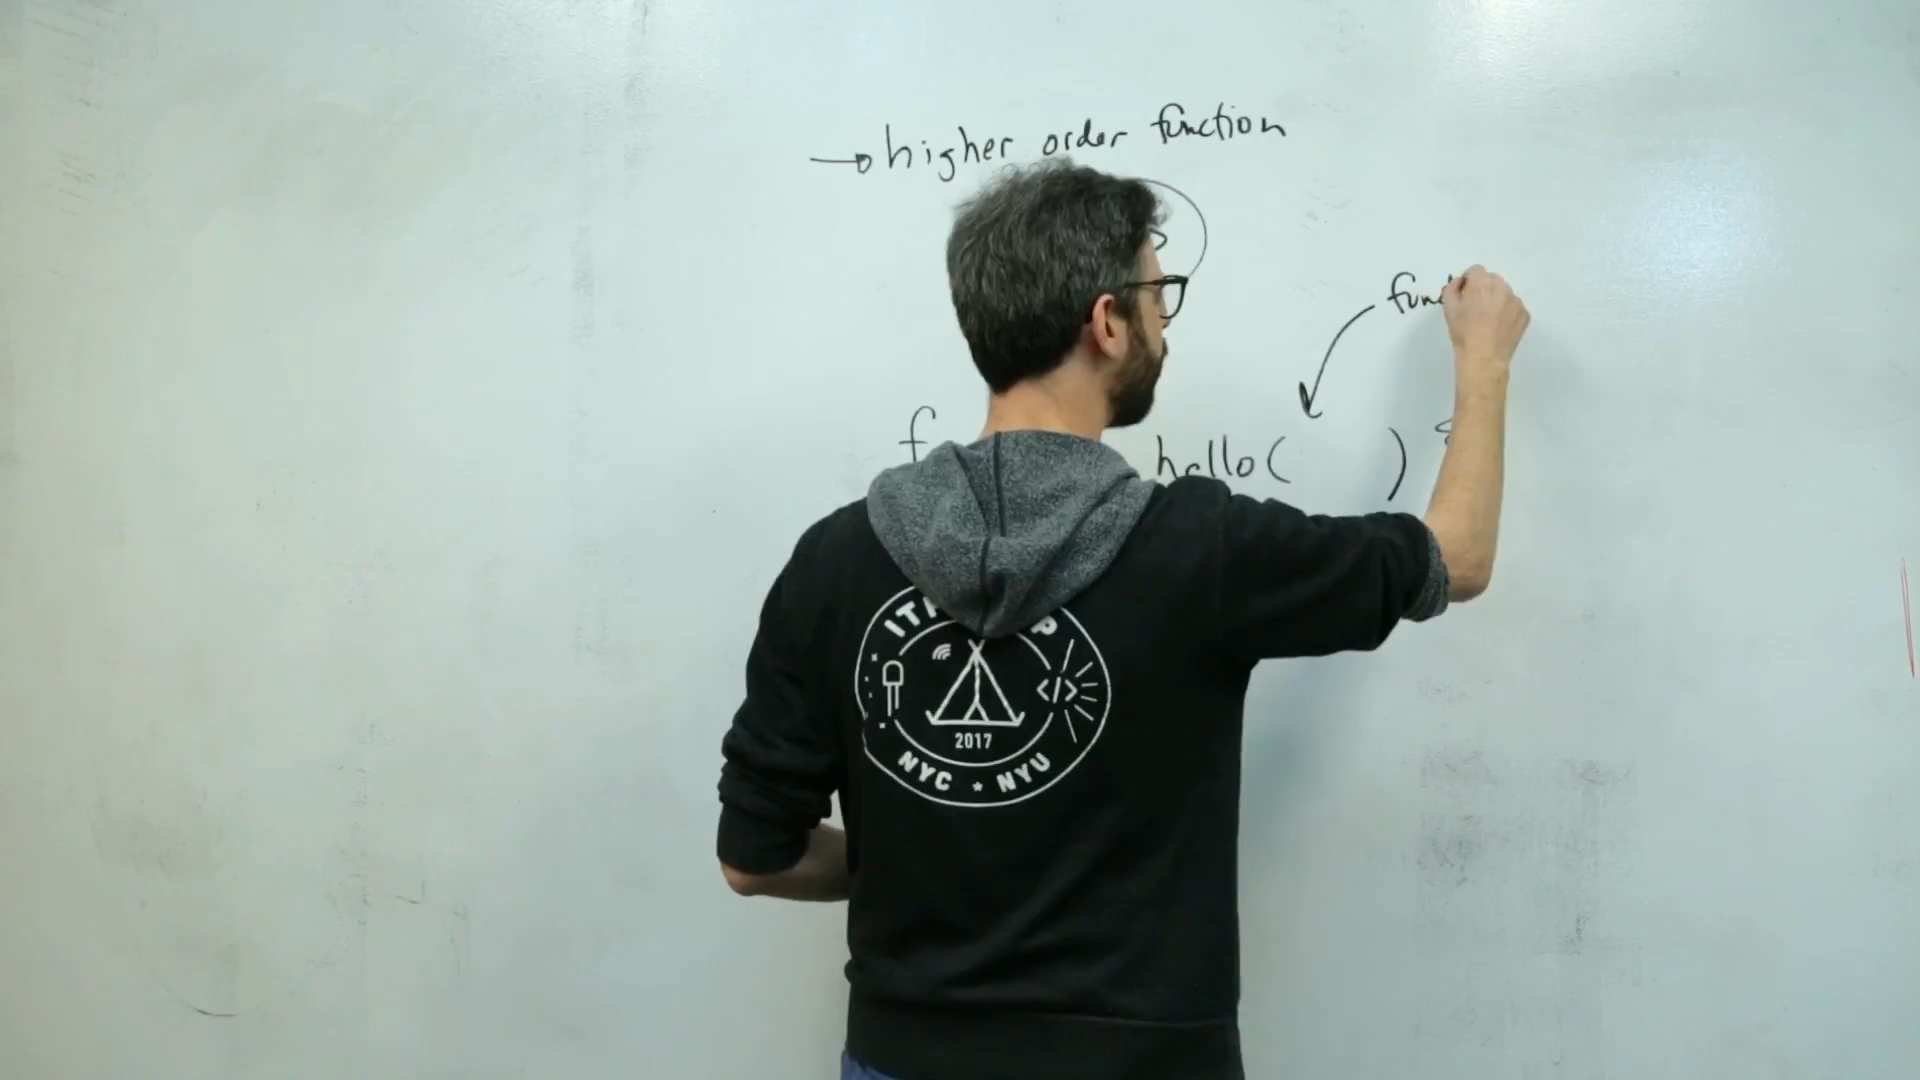 → higher order function
func
hello( )
2017
NYC * NYU